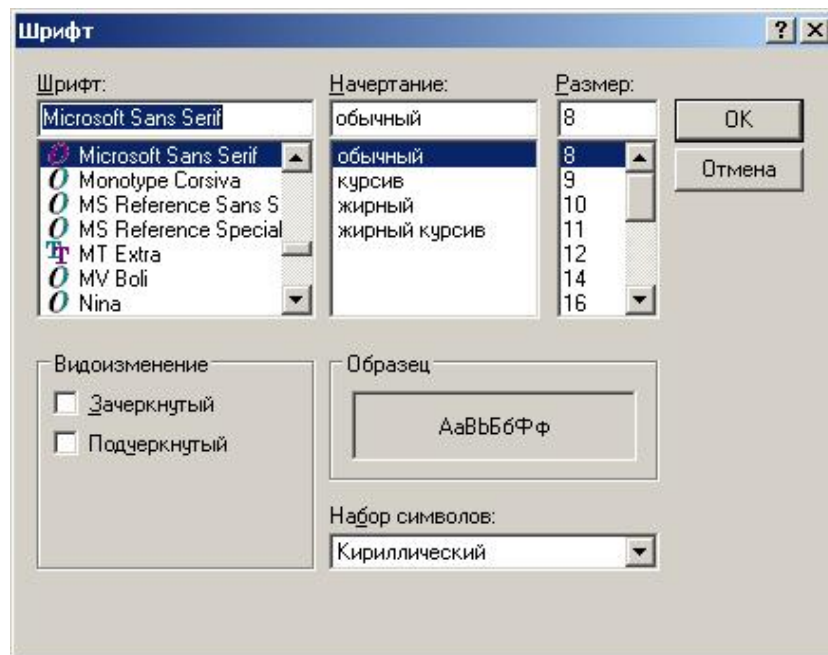 Шрифт
Шрифт:
Microsoft Sans Serif
Microsoft Sans Serif
Monotype Corsiva
MS Reference Sans S
MS Reference Special
MT Extra
MV Boli
Nina
Начертание:
обычный
обычный
курсив
жирный
жирный курсив
Размер:
8
8
9
10
11
12
14
16
OK
Отмена
Видоизменение
Зачеркнутый
Подчеркнутый
Образец
АаВbБбФф
Набор символов:
Кириллический